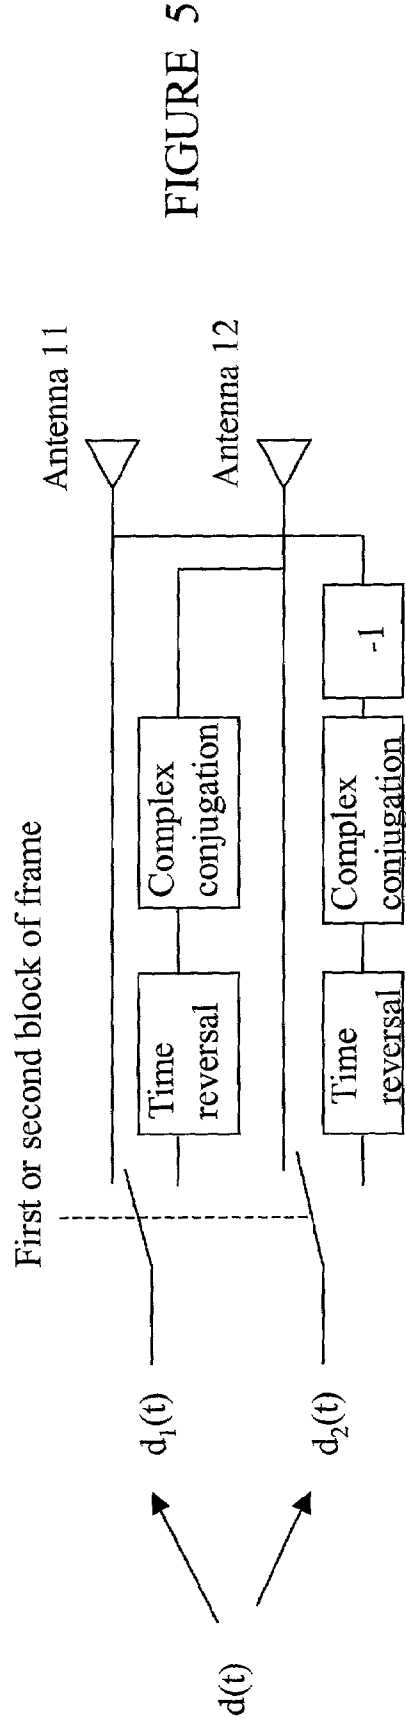 First or second block of frame
d(t)
d₁(t)
d₂(t)
Time
reversal
Complex
conjugation
Time
reversal
Complex
conjugation
-1
Antenna 11
Antenna 12
FIGURE 5